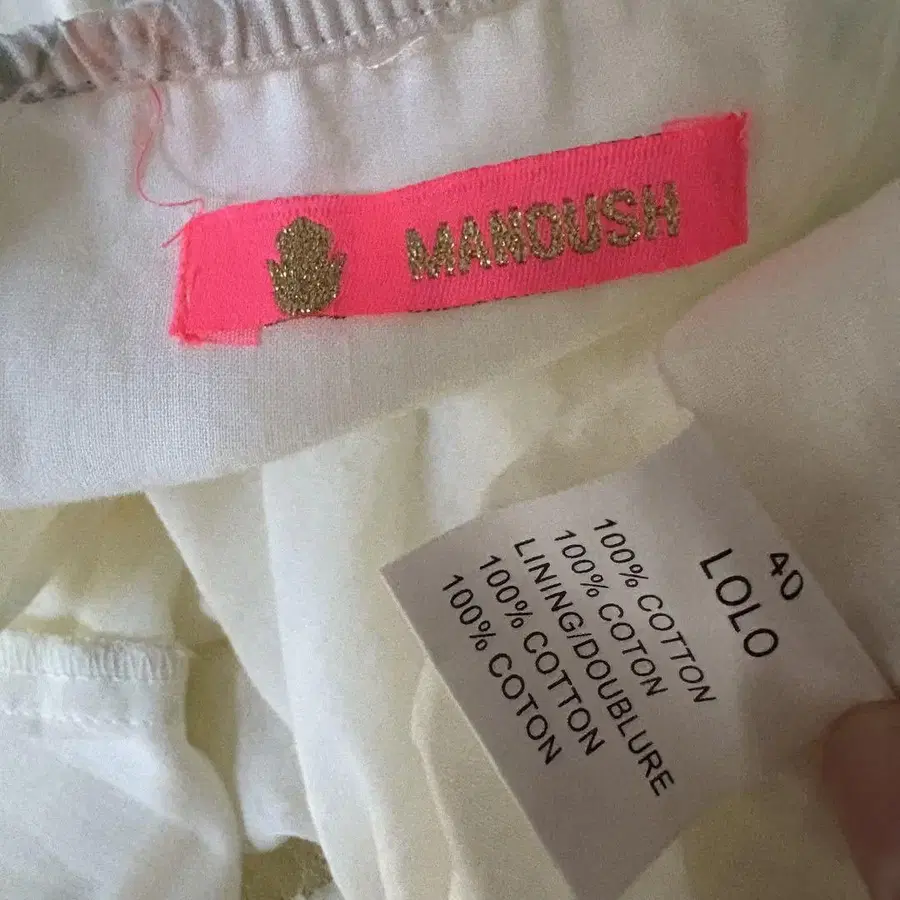 MANOUSH
40
LOLO
100% COTTON
100% COTON
LINING/DOUBLURE
100% COTTON
100% COTON